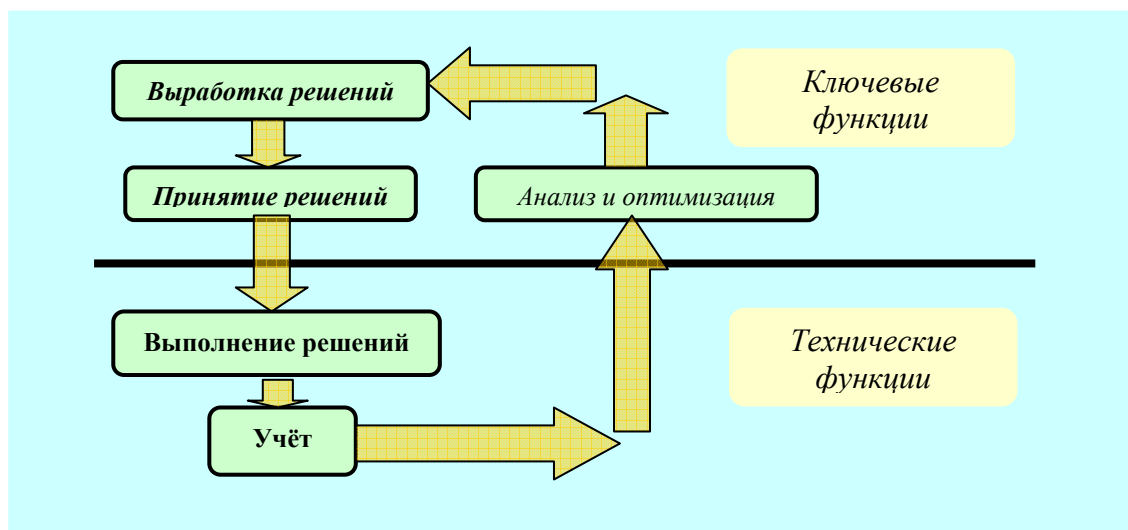 Выработка решений
Ключевые
функции
Принятие решений
Анализ и оптимизация
Выполнение решений
Технические
функции
Учёт